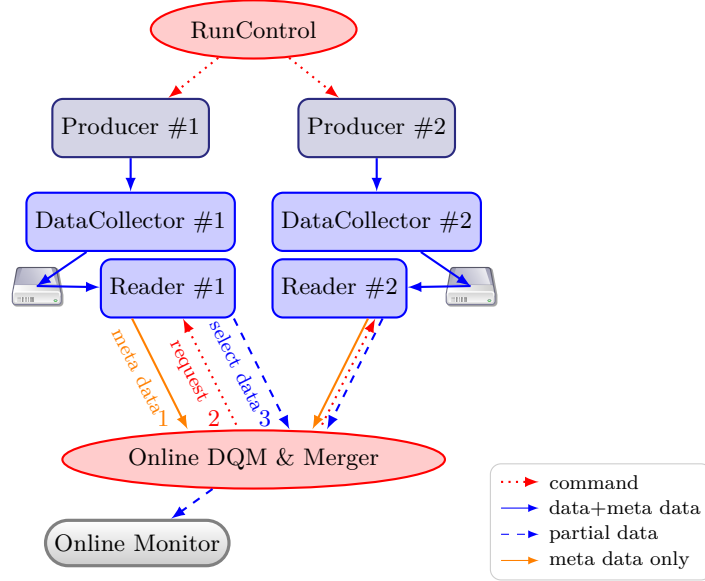 RunControl
Producer #1
Producer #2
DataCollector #1
DataCollector #2
Reader #1
Reader #2
meta data 1
request 2
select data 3
Online DQM & Merger
Online Monitor
command
data+meta data
partial data
meta data only